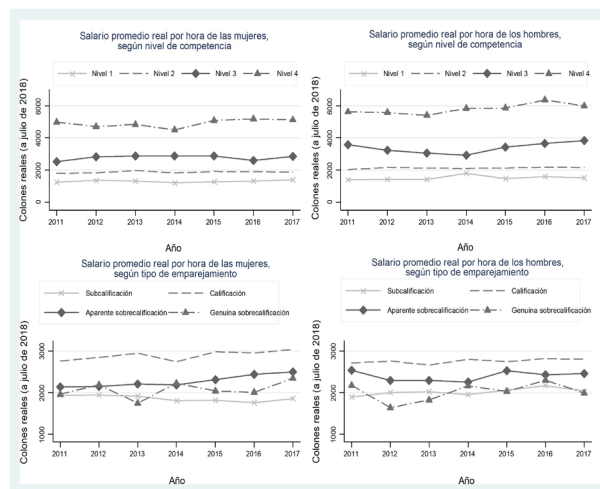 Salario promedio real por hora de las mujeres,
según nivel de competencia
Nivel 1 Nivel 2 Nivel 3 Nivel 4
Colones reales (a julio de 2018)
6000
4000
2000
0
2011 2012 2013 2014 2015 2016 2017
Año
Salario promedio real por hora de los hombres,
según nivel de competencia
Nivel 1 Nivel 2 Nivel 3 Nivel 4
Colones reales (a julio de 2018)
6000
4000
2000
0
2011 2012 2013 2014 2015 2016 2017
Año
Salario promedio real por hora de las mujeres,
según tipo de emparejamiento
Subcalificación Calificación
Aparente sobrecalificación Genuina sobrecalificación
Colones reales (a julio de 2018)
3000
2000
1000
2011 2012 2013 2014 2015 2016 2017
Año
Salario promedio real por hora de los hombres,
según tipo de emparejamiento
Subcalificación Calificación
Aparente sobrecalificación Genuina sobrecalificación
Colones reales (a julio de 2018)
3000
2000
1000
2011 2012 2013 2014 2015 2016 2017
Año